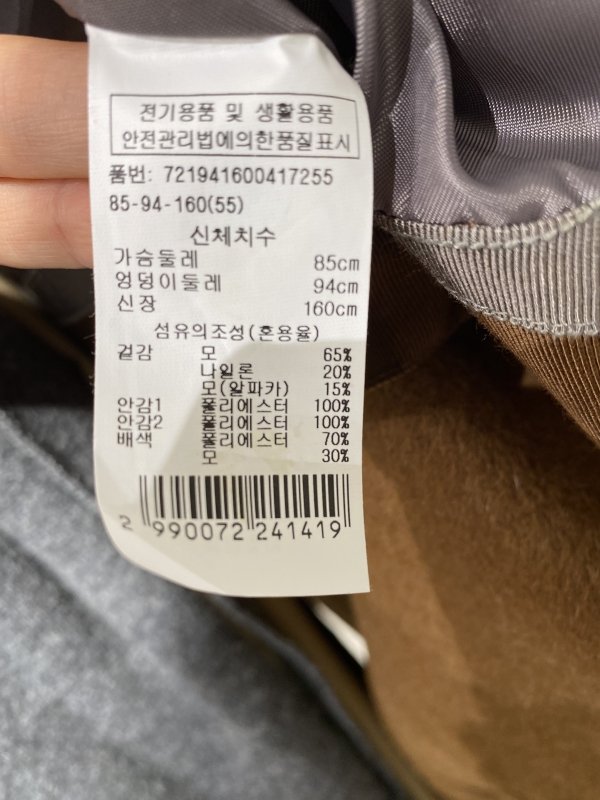 전기용품 및 생활용품
안전관리법에의한품질표시
품번: 721941600417255
85-94-160(55)
신체치수
가슴둘레 85cm
엉덩이둘레 94cm
신장 160cm
섬유의조성(혼용율)
겉감 모 65%
나일론 20%
모(알파카) 15%
안감1 폴리에스터 100%
안감2 폴리에스터 100%
배색 폴리에스터 70%
모 30%
2 990072 241419